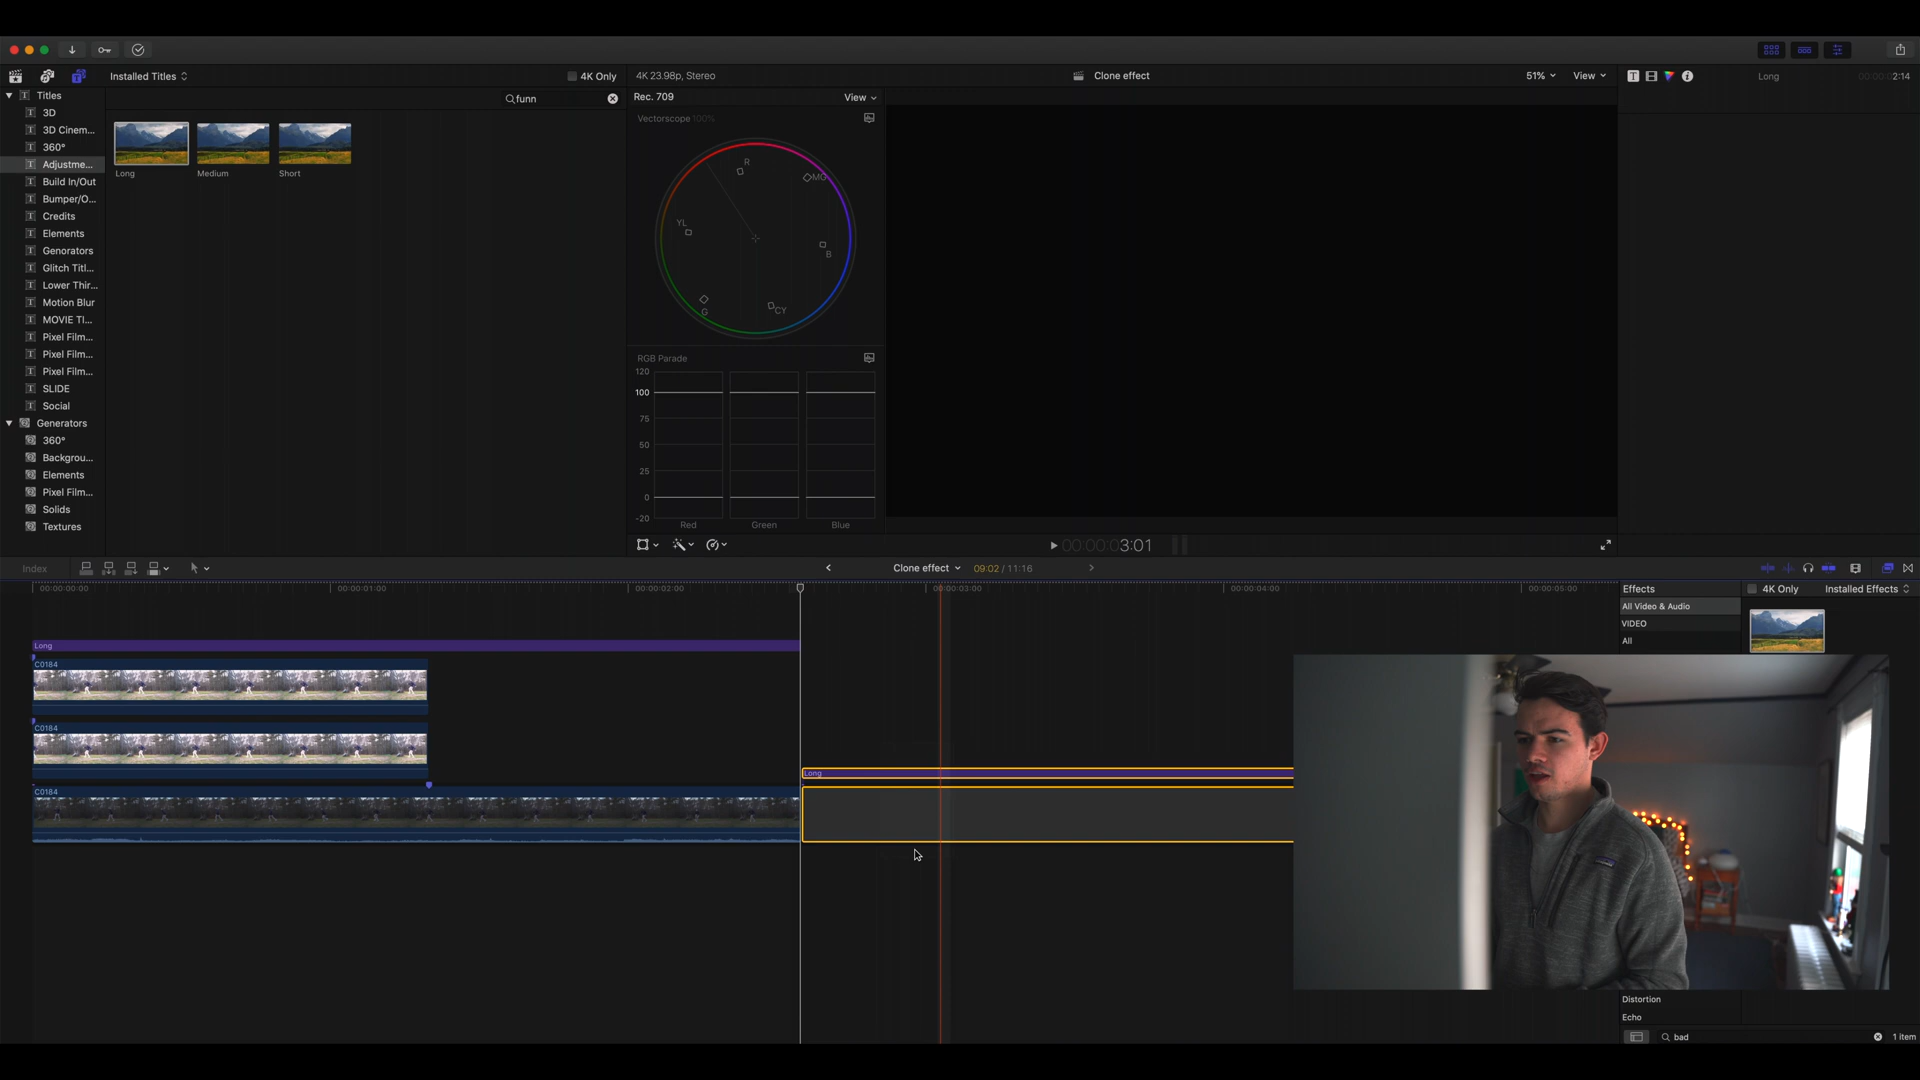 Installed Titles
4K Only
4K 23.98p, Stereo
Clone effect
51%
View
Long
00:00:02:14
Titles
funn
Rec. 709
View
3D
3D Cinem...
360°
Adjustme...
Build In/Out
Bumper/O...
Credits
Elements
Genorators
Glitch Titl...
Lower Thir...
Motion Blur
MOVIE TI...
Pixel Film...
Pixel Film...
Pixel Film...
SLIDE
Social
Generators
360°
Backgrou...
Elements
Pixel Film...
Solids
Textures
Long
Medium
Short
Vectorscope 100%
R
MG
YL
B
G
CY
RGB Parade
120
100
75
50
25
0
-20
Red
Green
Blue
00:00:00:3:01
Index
Clone effect
09:02 / 11:16
00:00:00:00
00:00:01:00
00:00:02:00
00:00:03:00
00:00:04:00
00:00:05:00
Long
C0184
C0184
C0184
Long
Effects
4K Only
Installed Effects
All Video & Audio
VIDEO
All
Distortion
Echo
bad
1 item